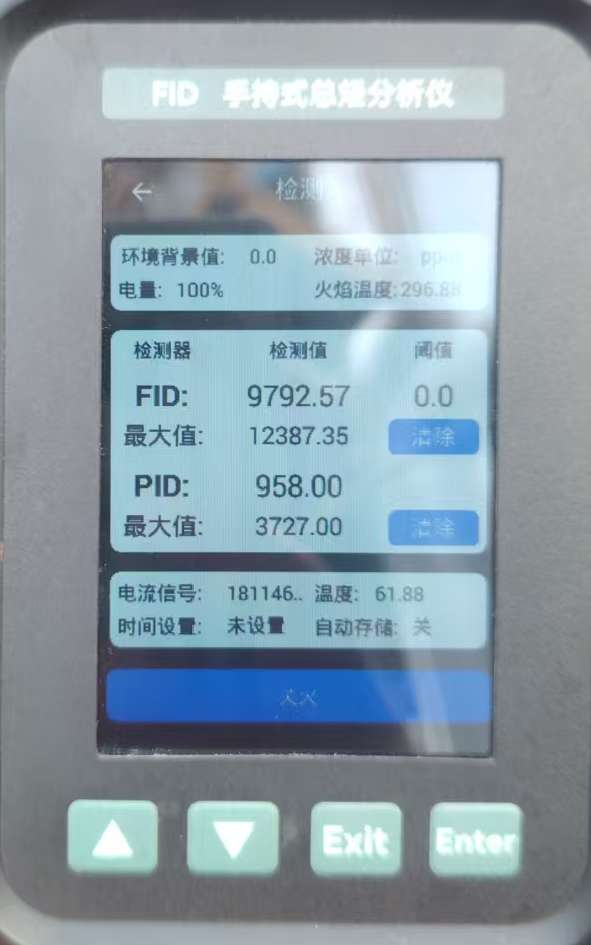 FID 手持式总烃分析仪
← 检测
环境背景值: 0.0 浓度单位: pp
电量: 100% 火焰温度:296.88
检测器 检测值 阈值
FID: 9792.57 0.0
最大值: 12387.35 清除
PID: 958.00
最大值: 3727.00 清除
电流信号: 181146.. 温度: 61.88
时间设置: 未设置 自动存储: 关
▲ ▼ Exit Enter